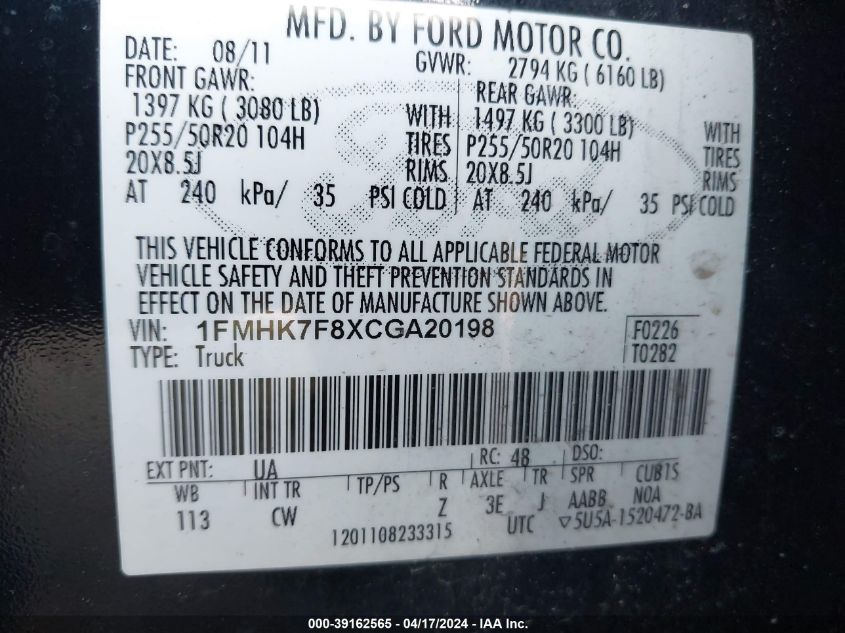 MFD. BY FORD MOTOR CO.
DATE: 08/11 GVWR: 2794 KG ( 6160 LB)
FRONT GAWR: REAR GAWR:
1397 KG ( 3080 LB) WITH 1497 KG ( 3300 LB) WITH
P255/50R20 104H TIRES P255/50R20 104H TIRES
20X8.5J RIMS 20X8.5J RIMS
AT 240 kPa/ 35 PSI COLD AT 240 kPa/ 35 PSI COLD
THIS VEHICLE CONFORMS TO ALL APPLICABLE FEDERAL MOTOR
VEHICLE SAFETY AND THEFT PREVENTION STANDARDS IN
EFFECT ON THE DATE OF MANUFACTURE SHOWN ABOVE.
VIN: 1FMHK7F8XCGA20198 F0226
TYPE: Truck T0282
EXT PNT: UA RC: 48 DSO:
WB INT TR TP/PS R AXLE TR SPR CUB1S
113 CW Z 3E J AABB N0A
1201108233315 UTC ▽5U5A-1520472-BA
000-39162565 - 04/17/2024 - IAA Inc.